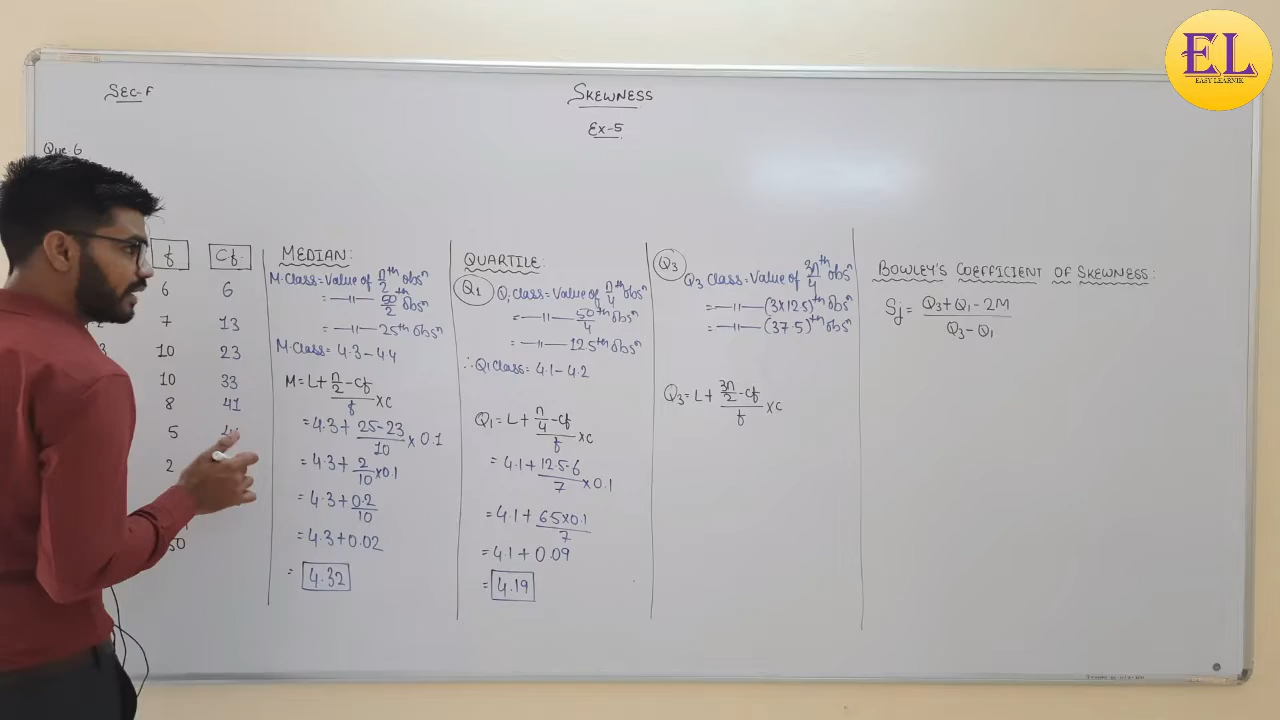 EL
EASY LEARNIK
SEC-F
SKEWNESS
Ex-5
Que 6
f
Cf.
6 6
7 13
10 23
10 33
8 41
5
2
50
MEDIAN:
M.Class = Value of n/2 th obsⁿ
= —॥— 50/2 th obsⁿ
= —॥— 25th obsⁿ
M.Class = 4.3 – 4.4
M = L + (n/2 - cf)/f × c
= 4.3 + (25-23)/10 × 0.1
= 4.3 + 2/10 × 0.1
= 4.3 + 0.2/10
= 4.3 + 0.02
= 4.32
QUARTILE:
Q₁
Q₁ class = Value of n/4 th obsⁿ
= —॥— 50/4 th obsⁿ
= —॥— 12.5th obsⁿ
∴ Q₁ class = 4.1 – 4.2
Q₁ = L + (n/4 - cf)/f × c
= 4.1 + (12.5-6)/7 × 0.1
= 4.1 + (6.5×0.1)/7
= 4.1 + 0.09
= 4.19
Q₃
Q₃ class = Value of 3n/4 th obsⁿ
= —॥— (3×12.5)th obsⁿ
= —॥— (37.5)th obsⁿ
Q₃ = L + (3n/2 - cf)/f × c
BOWLEY'S COEFFICIENT OF SKEWNESS:
Sj = (Q₃ + Q₁ - 2M)/(Q₃ - Q₁)